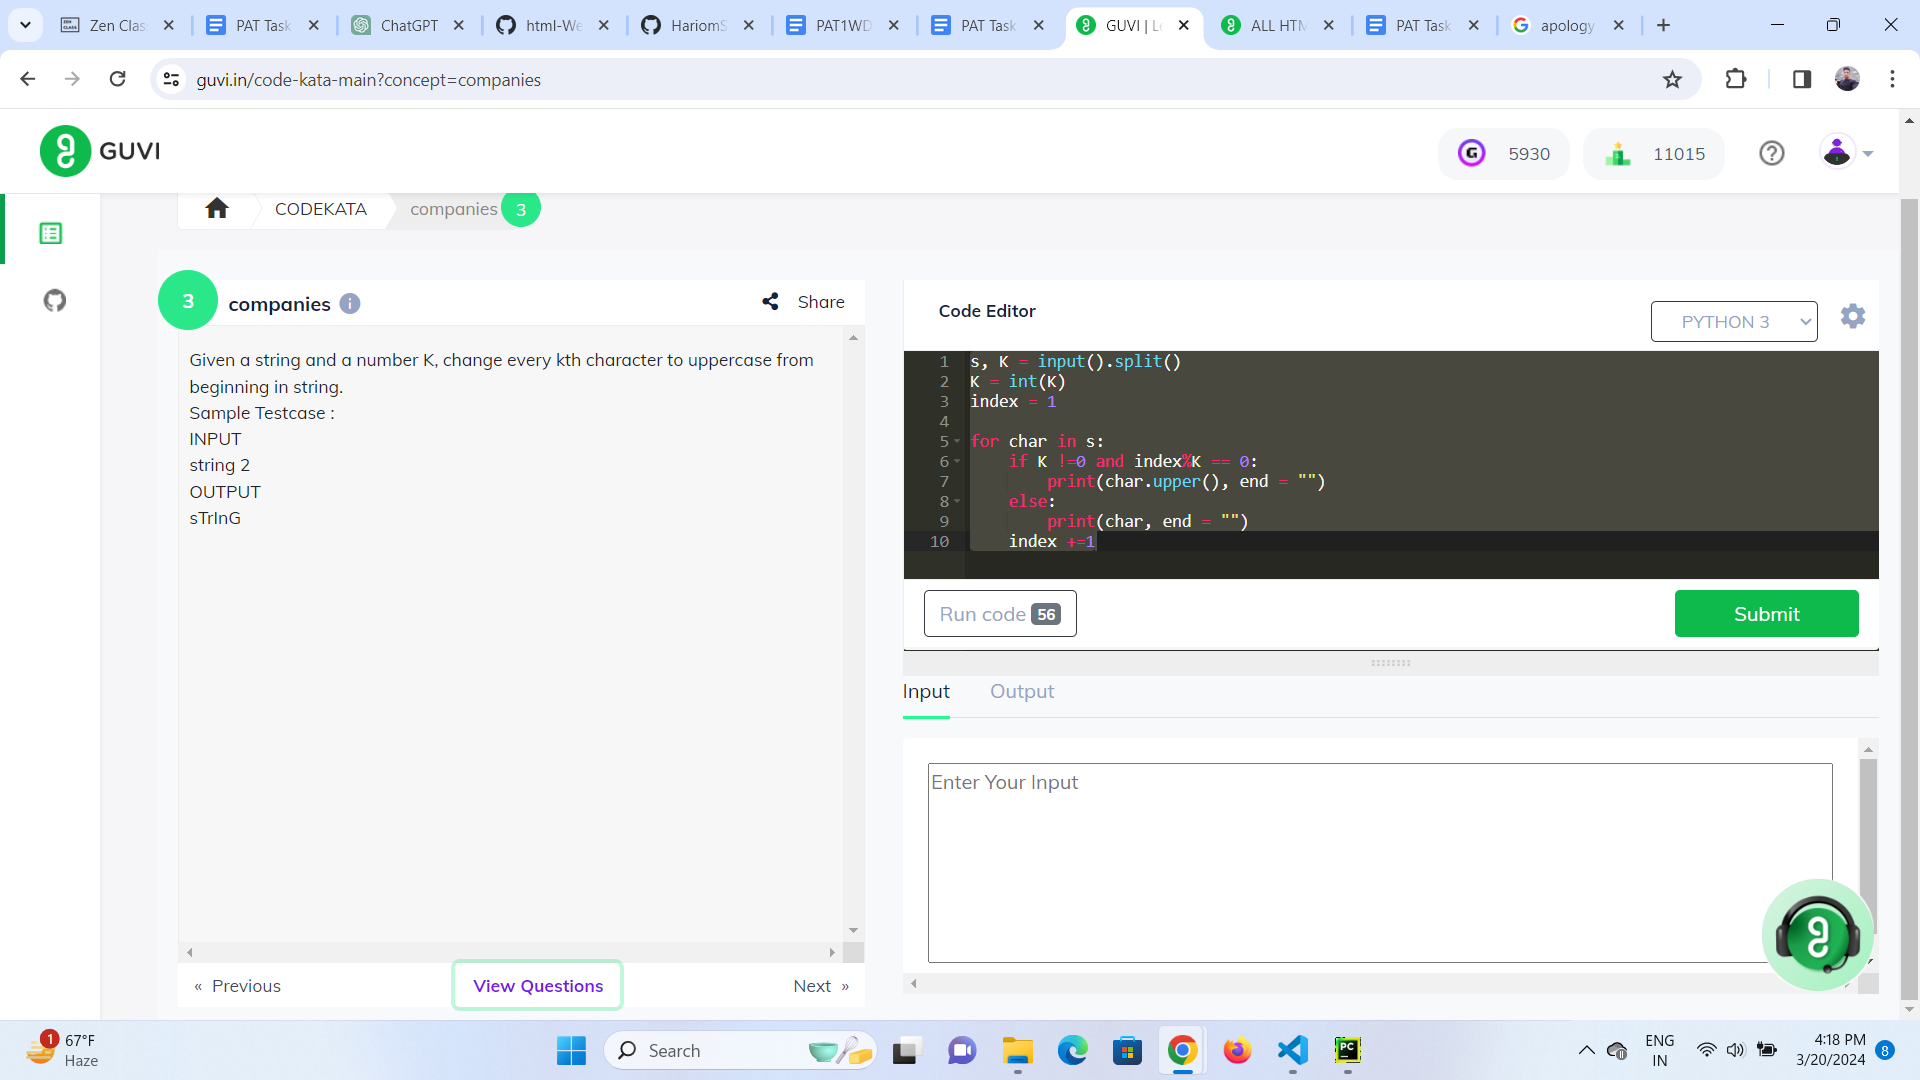 Zen Clas
PAT Task
ChatGPT
html-We
HariomS
PAT1WD
PAT Task
GUVI | Le
ALL HTM
PAT Task
apology
guvi.in/code-kata-main?concept=companies
GUVI
5930
11015
CODEKATA
companies
3
3
companies
Share
Given a string and a number K, change every kth character to uppercase from
beginning in string.
Sample Testcase :
INPUT
string 2
OUTPUT
sTrInG
« Previous
View Questions
Next »
Code Editor
PYTHON 3
1 s, K = input().split()
2 K = int(K)
3 index = 1
4
5 for char in s:
6 if K !=0 and index%K == 0:
7 print(char.upper(), end = "")
8 else:
9 print(char, end = "")
10 index +=1
Run code 56
Submit
Input
Output
Enter Your Input
1
67°F
Haze
Search
PC
ENG
IN
4:18 PM
3/20/2024
8